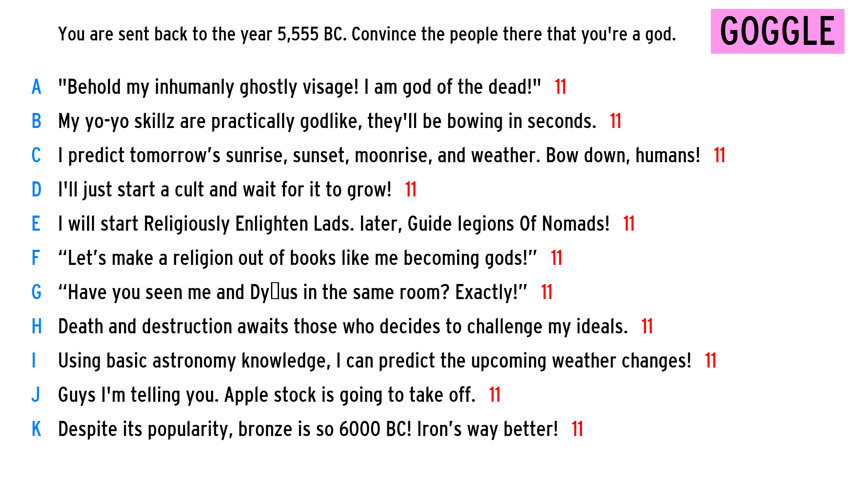 You are sent back to the year 5,555 BC. Convince the people there that you're a god.
GOGGLE
A "Behold my inhumanly ghostly visage! I am god of the dead!" 11
B My yo-yo skillz are practically godlike, they'll be bowing in seconds. 11
C I predict tomorrow’s sunrise, sunset, moonrise, and weather. Bow down, humans! 11
D I'll just start a cult and wait for it to grow! 11
E I will start Religiously Enlighten Lads. later, Guide legions Of Nomads! 11
F “Let’s make a religion out of books like me becoming gods!” 11
G “Have you seen me and Dy▯us in the same room? Exactly!” 11
H Death and destruction awaits those who decides to challenge my ideals. 11
I Using basic astronomy knowledge, I can predict the upcoming weather changes! 11
J Guys I'm telling you. Apple stock is going to take off. 11
K Despite its popularity, bronze is so 6000 BC! Iron’s way better! 11